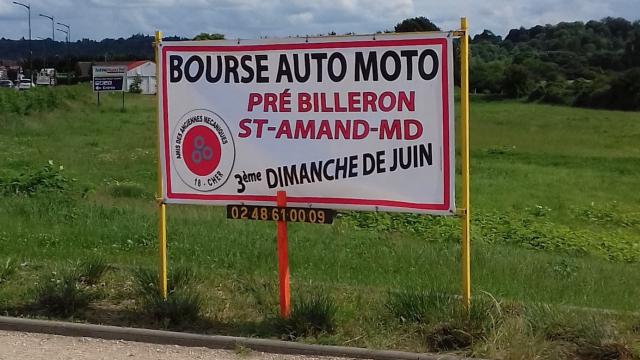 BOURSE AUTO MOTO
PRÉ BILLERON
ST-AMAND-MD
3ème DIMANCHE DE JUIN
AMIS DES ANCIENNES MECANIQUES
18 - CHER
02 48 61 00 09